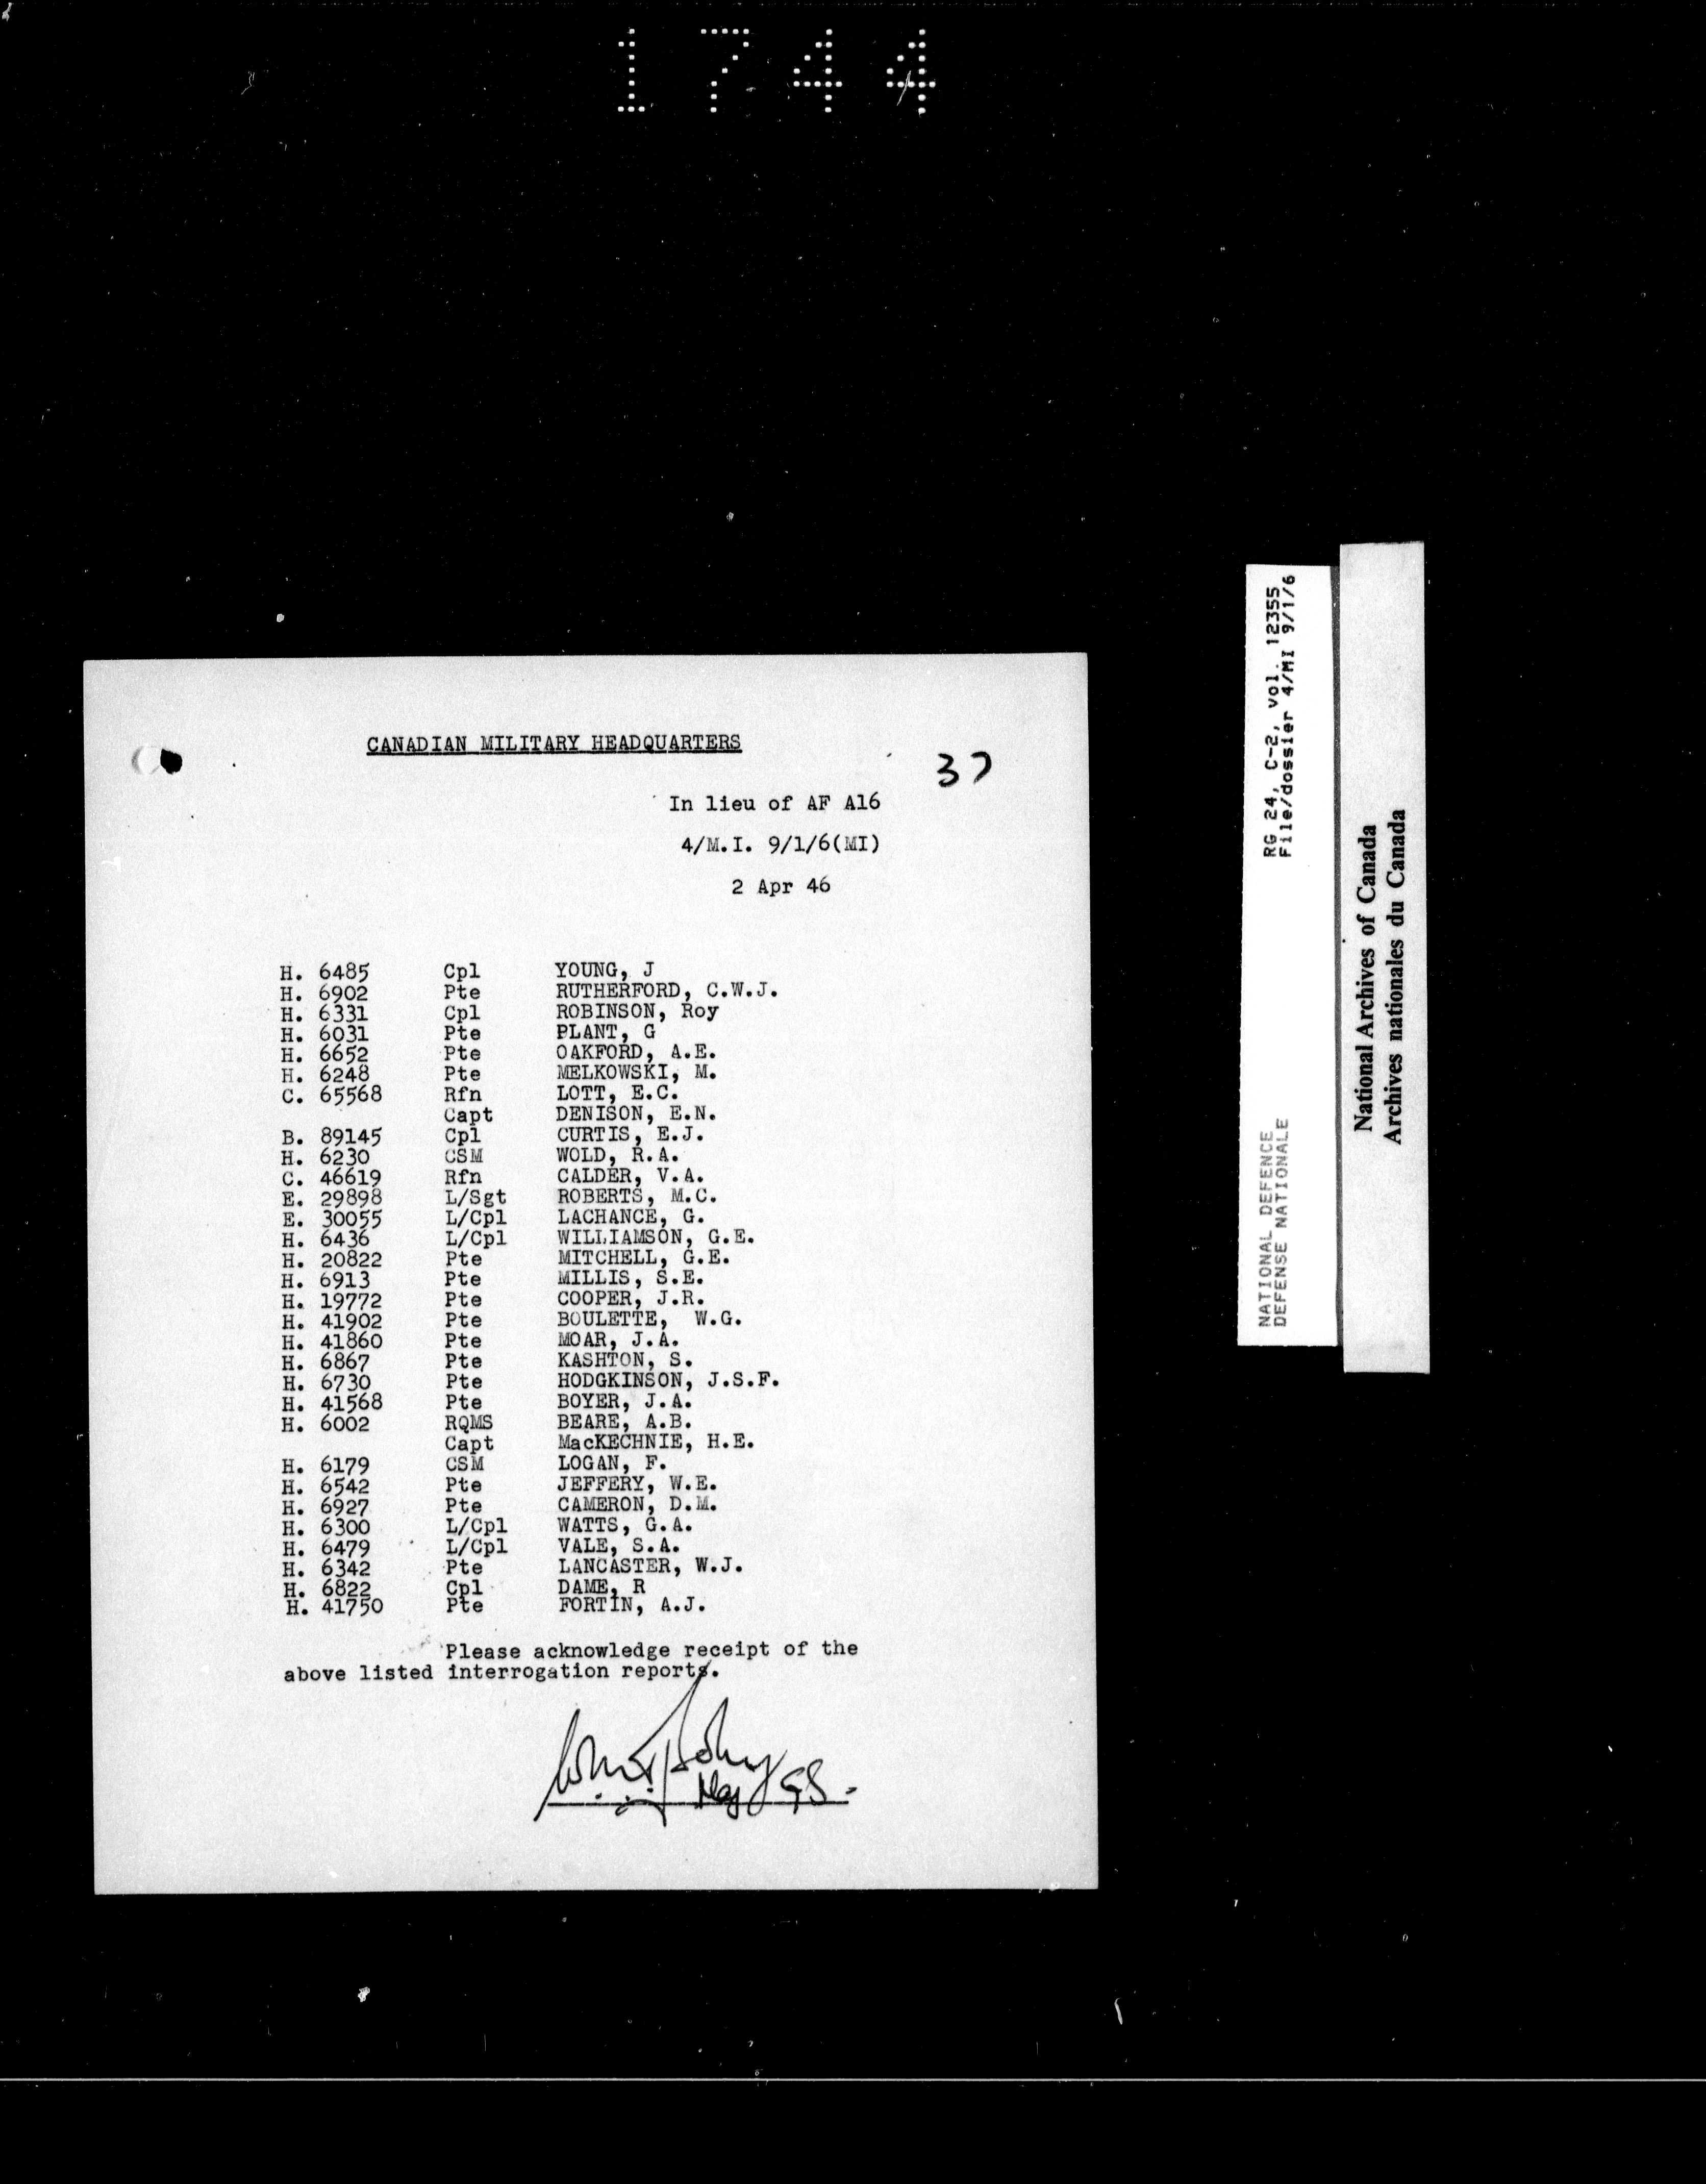 1744
CANADIAN MILITARY HEADQUARTERS
37
In lieu of AF A16
4/M.I. 9/1/6(MI)
2 Apr 46
H. 6485 Cpl YOUNG, J
H. 6902 Pte RUTHERFORD, C.W.J.
H. 6331 Cpl ROBINSON, Roy
H. 6031 Pte PLANT, G
H. 6652 Pte OAKFORD, A.E.
H. 6248 Pte MELKOWSKI, M.
C. 65568 Rfn LOTT, E.C.
Capt DENISON, E.N.
B. 89145 Cpl CURTIS, E.J.
H. 6230 CSM WOLD, R.A.
C. 46619 Rfn CALDER, V.A.
E. 29898 L/Sgt ROBERTS, M.C.
E. 30055 L/Cpl LACHANCE, G.
H. 6436 L/Cpl WILLIAMSON, G.E.
H. 20822 Pte MITCHELL, G.E.
H. 6913 Pte MILLIS, S.E.
H. 19772 Pte COOPER, J.R.
H. 41902 Pte BOULETTE, W.G.
H. 41860 Pte MOAR, J.A.
H. 6867 Pte KASHTON, S.
H. 6730 Pte HODGKINSON, J.S.F.
H. 41568 Pte BOYER, J.A.
H. 6002 RQMS BEARE, A.B.
Capt MacKECHNIE, H.E.
H. 6179 CSM LOGAN, F.
H. 6542 Pte JEFFERY, W.E.
H. 6927 Pte CAMERON, D.M.
H. 6300 L/Cpl WATTS, G.A.
H. 6479 L/Cpl VALE, S.A.
H. 6342 Pte LANCASTER, W.J.
H. 6822 Cpl DAME, R
H. 41750 Pte FORTIN, A.J.
Please acknowledge receipt of the
above listed interrogation reports.
Maj GS.
NATIONAL DEFENCE RG 24, C-2, vol. 12355
DEFENSE NATIONALE File/dossier 4/MI 9/1/6
National Archives of Canada
Archives nationales du Canada